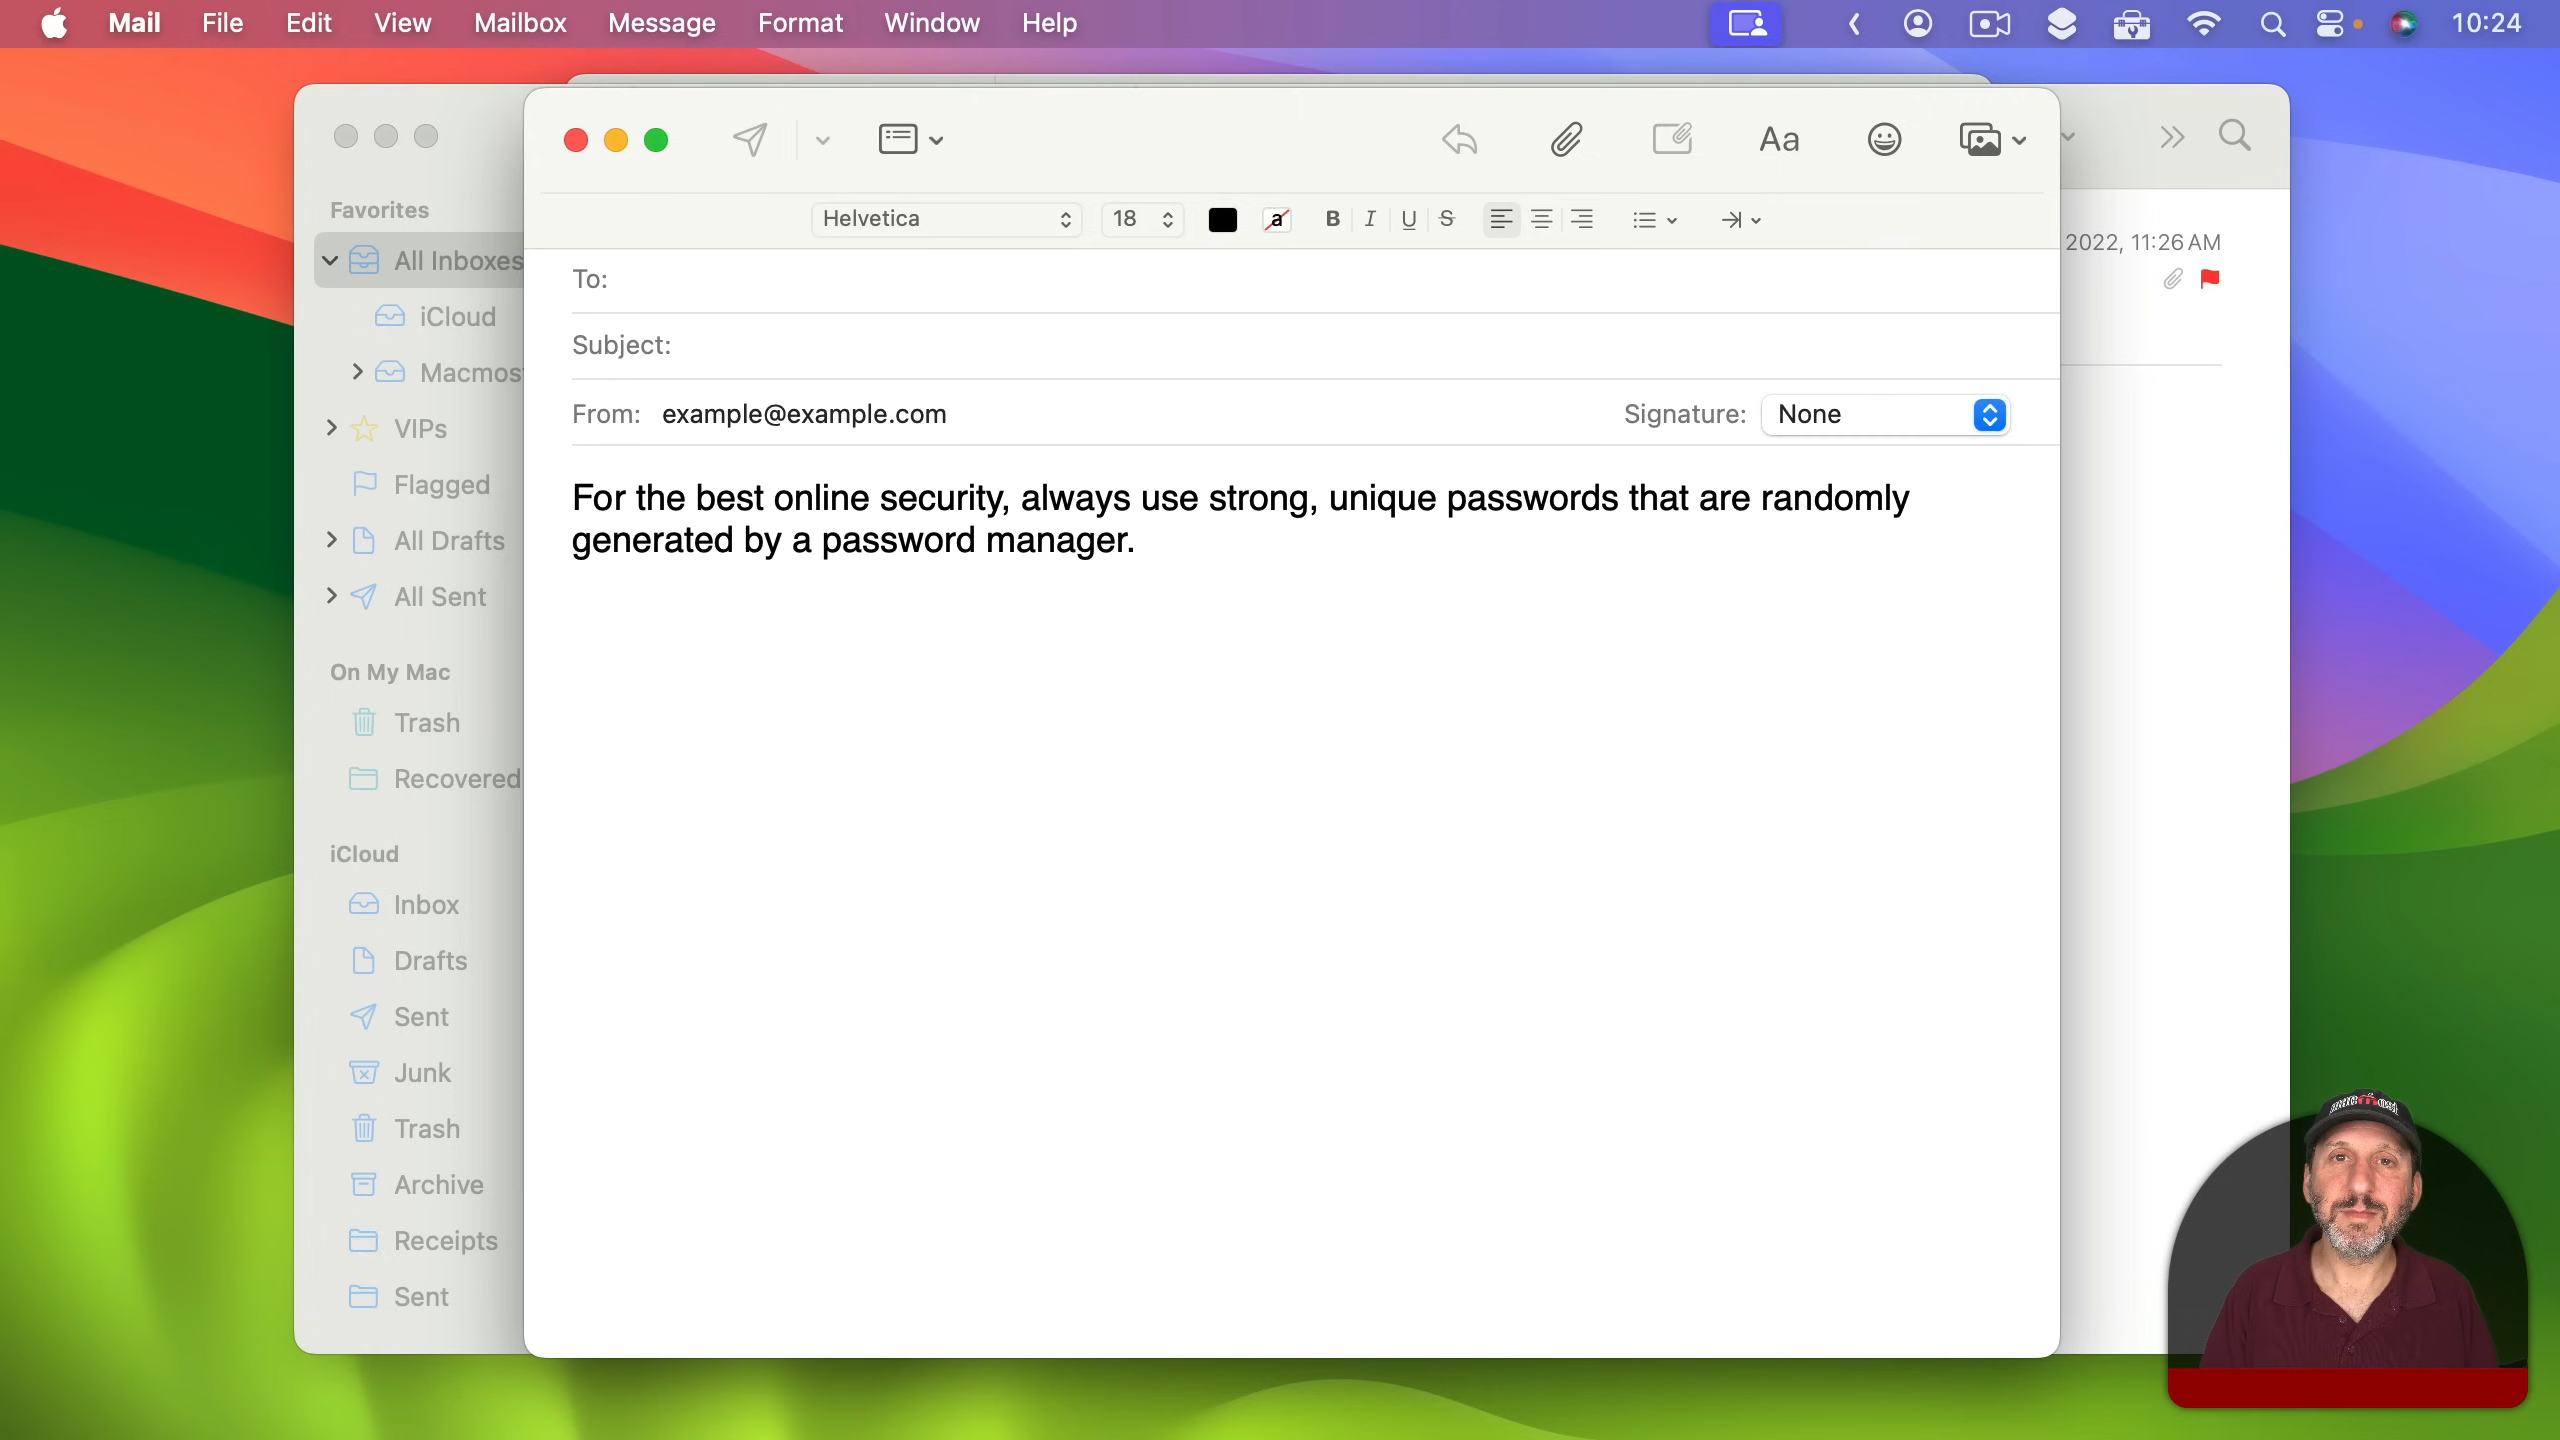 Mail File Edit View Mailbox Message Format Window Help 10:24
Helvetica 18 a B I U S
Aa
To:
Subject:
From: example@example.com Signature: None
For the best online security, always use strong, unique passwords that are randomly
generated by a password manager.
Favorites
All Inboxes
iCloud
Macmos
VIPs
Flagged
All Drafts
All Sent
On My Mac
Trash
Recovered
iCloud
Inbox
Drafts
Sent
Junk
Trash
Archive
Receipts
Sent
2022, 11:26 AM
macmost